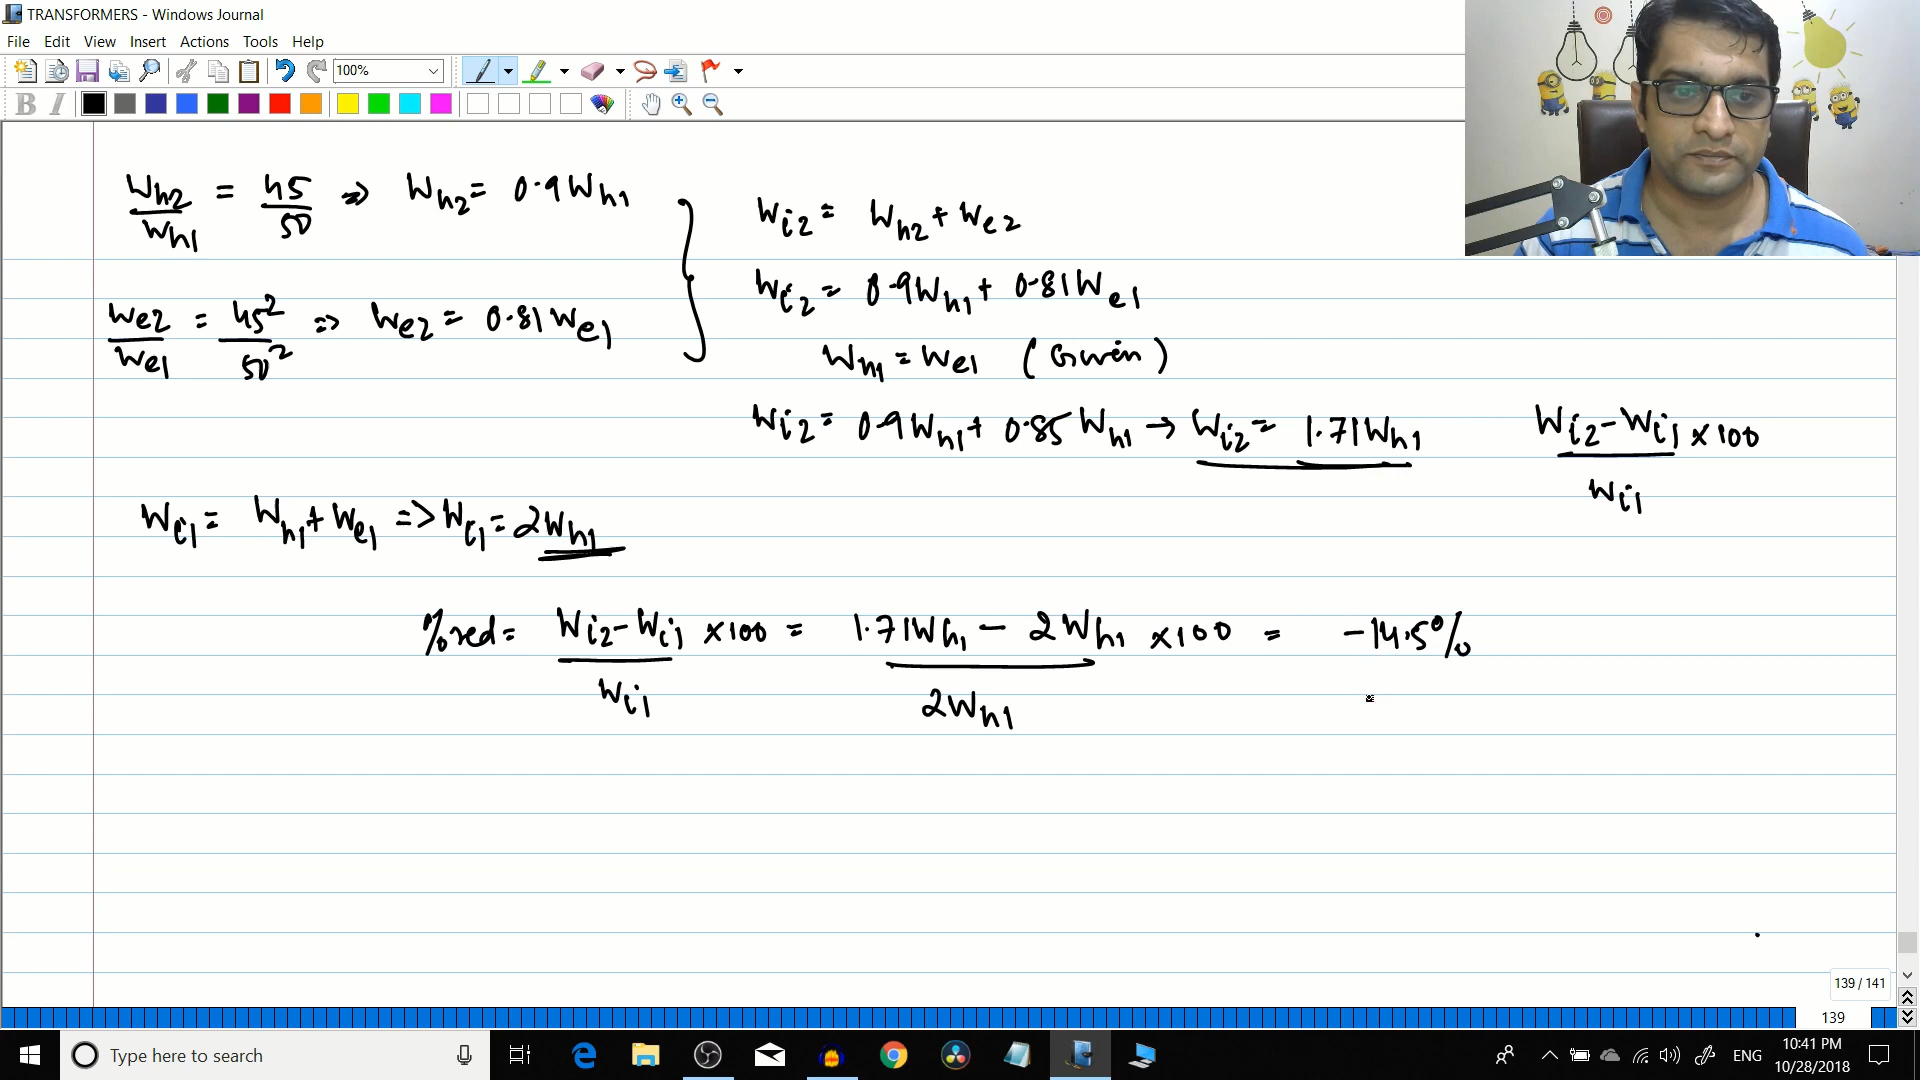 TRANSFORMERS - Windows Journal
File Edit View Insert Actions Tools Help
100%
B I
Wh2/Wh1 = 45/50 => Wh2 = 0.9Wh1
We2/We1 = 45²/50² => We2 = 0.81We1
Wi2 = Wh2 + We2
Wi2 = 0.9Wh1 + 0.81We1
Wh1 = We1 (Given)
Wi2 = 0.9Wh1 + 0.85Wh1 → Wi2 = 1.71Wh1
Wi2 - Wi1 × 100
Wi1
Wi1 = Wh1 + We1 => Wi1 = 2Wh1
%red = Wi2 - Wi1 × 100 = 1.71Wh1 - 2Wh1 × 100 = -14.5%
Wi1 2Wh1
139 / 141
139
Type here to search
ENG
10:41 PM
10/28/2018